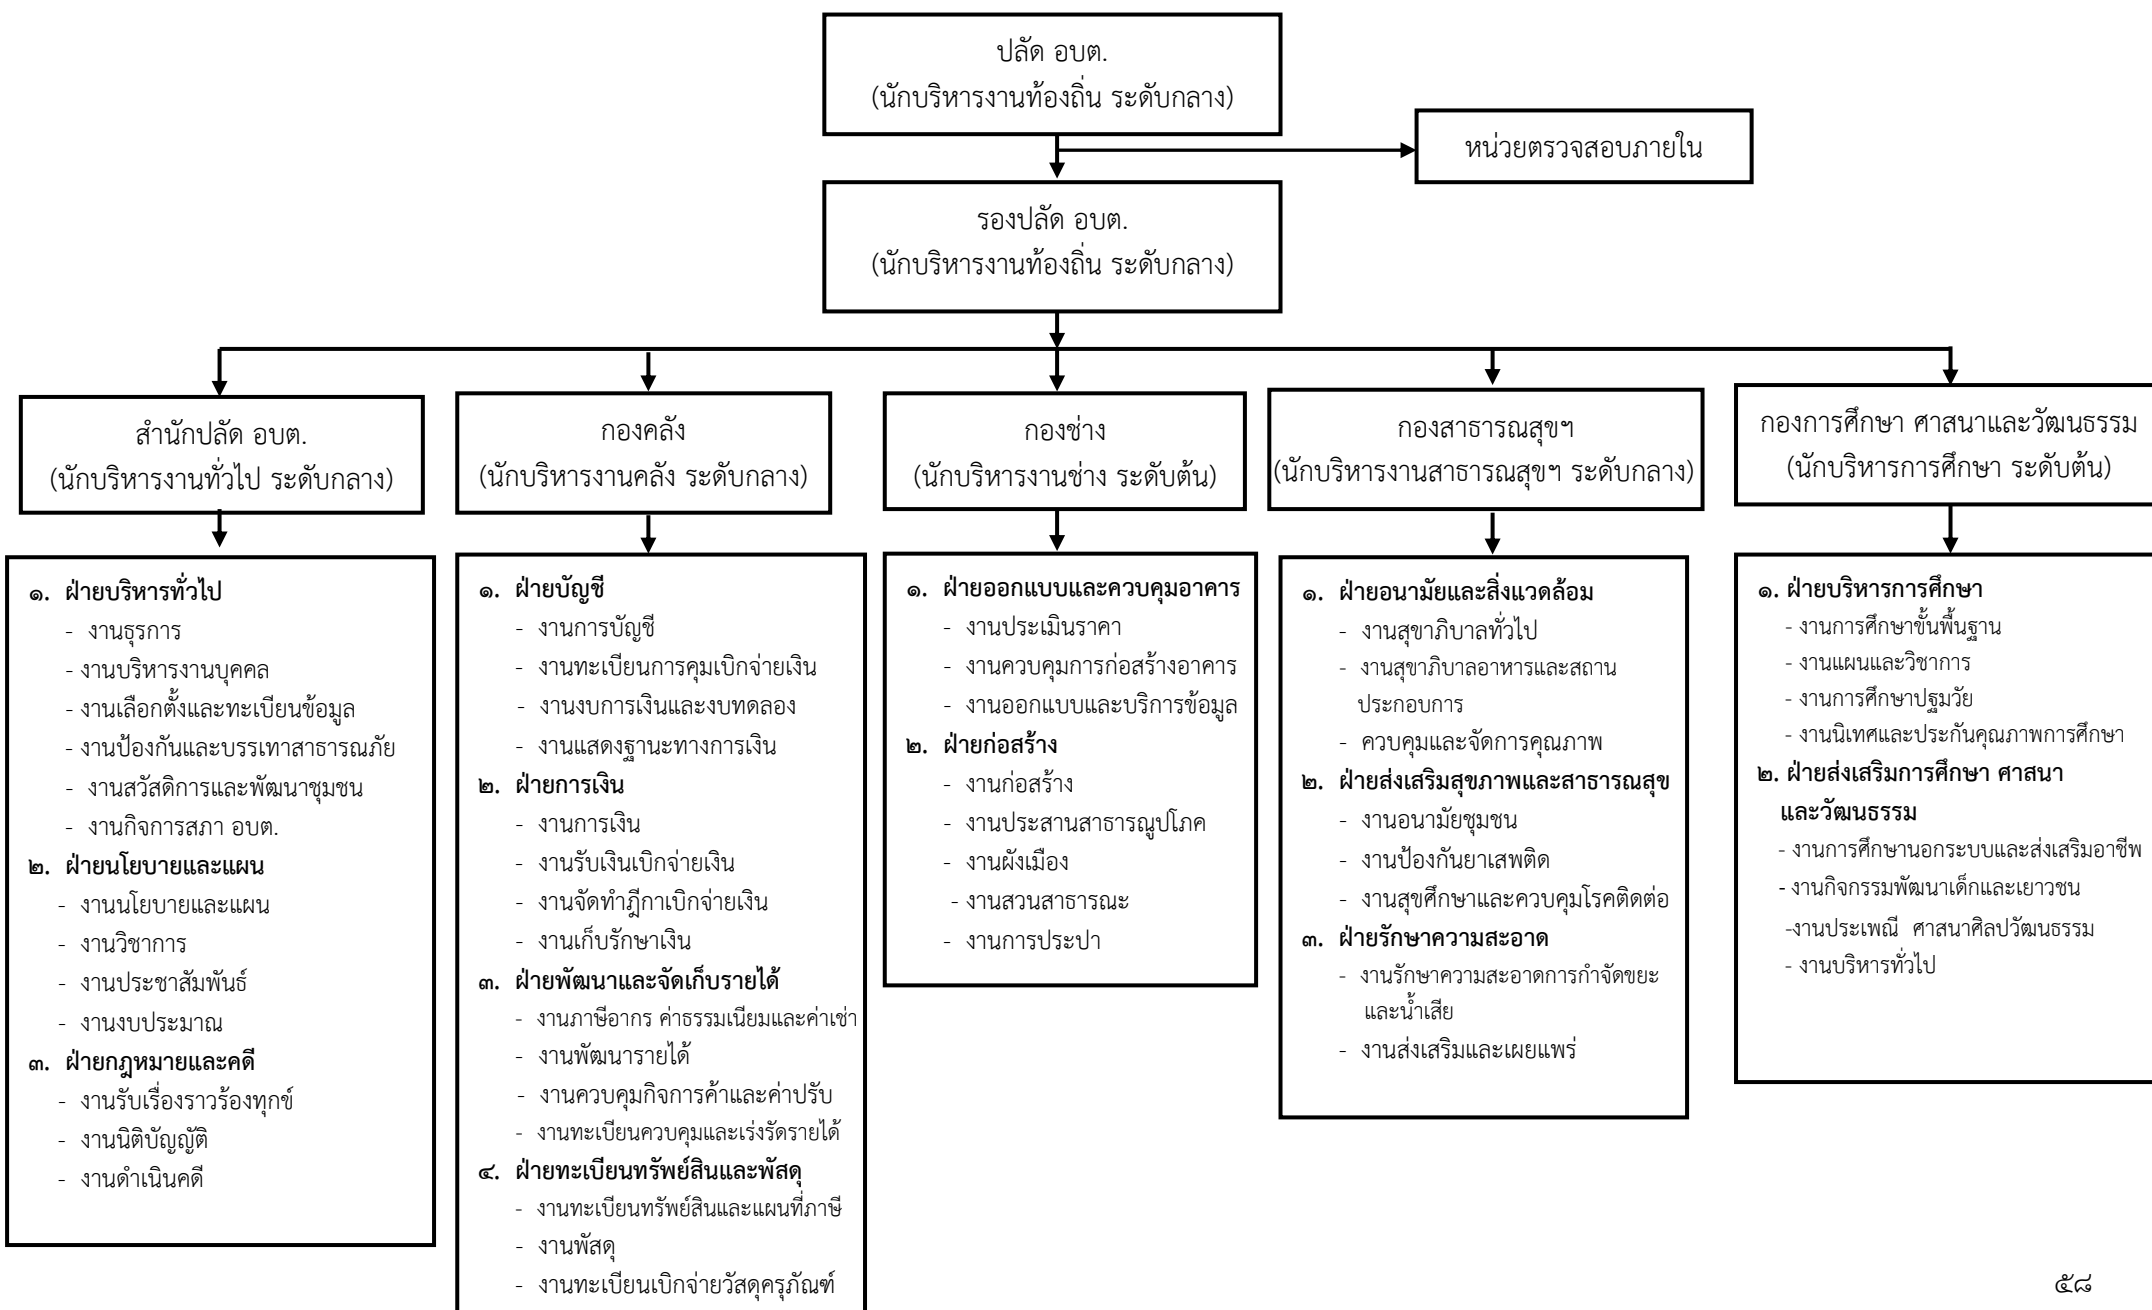 ปลัด อบต.
(นักบริหารงานท้องถิ่น ระดับกลาง)
หน่วยตรวจสอบภายใน
รองปลัด อบต.
(นักบริหารงานท้องถิ่น ระดับกลาง)
สำนักปลัด อบต.
(นักบริหารงานทั่วไป ระดับกลาง)
กองคลัง
(นักบริหารงานคลัง ระดับกลาง)
กองช่าง
(นักบริหารงานช่าง ระดับต้น)
กองสาธารณสุขฯ
(นักบริหารงานสาธารณสุขฯ ระดับกลาง)
กองการศึกษา ศาสนาและวัฒนธรรม
(นักบริหารการศึกษา ระดับต้น)
๑. ฝ่ายบริหารทั่วไป
- งานธุรการ
- งานบริหารงานบุคคล
- งานเลือกตั้งและทะเบียนข้อมูล
- งานป้องกันและบรรเทาสาธารณภัย
- งานสวัสดิการและพัฒนาชุมชน
- งานกิจการสภา อบต.
๒. ฝ่ายนโยบายและแผน
- งานนโยบายและแผน
- งานวิชาการ
- งานประชาสัมพันธ์
- งานงบประมาณ
๓. ฝ่ายกฎหมายและคดี
- งานรับเรื่องราวร้องทุกข์
- งานนิติบัญญัติ
- งานดำเนินคดี
๑. ฝ่ายบัญชี
- งานการบัญชี
- งานทะเบียนการคุมเบิกจ่ายเงิน
- งานงบการเงินและงบทดลอง
- งานแสดงฐานะทางการเงิน
๒. ฝ่ายการเงิน
- งานการเงิน
- งานรับเงินเบิกจ่ายเงิน
- งานจัดทำฎีกาเบิกจ่ายเงิน
- งานเก็บรักษาเงิน
๓. ฝ่ายพัฒนาและจัดเก็บรายได้
- งานภาษีอากร ค่าธรรมเนียมและค่าเช่า
- งานพัฒนารายได้
- งานควบคุมกิจการค้าและค่าปรับ
- งานทะเบียนควบคุมและเร่งรัดรายได้
๔. ฝ่ายทะเบียนทรัพย์สินและพัสดุ
- งานทะเบียนทรัพย์สินและแผนที่ภาษี
- งานพัสดุ
- งานทะเบียนเบิกจ่ายวัสดุครุภัณฑ์
๑. ฝ่ายออกแบบและควบคุมอาคาร
- งานประเมินราคา
- งานควบคุมการก่อสร้างอาคาร
- งานออกแบบและบริการข้อมูล
๒. ฝ่ายก่อสร้าง
- งานก่อสร้าง
- งานประสานสาธารณูปโภค
- งานผังเมือง
- งานสวนสาธารณะ
- งานการประปา
๑. ฝ่ายอนามัยและสิ่งแวดล้อม
- งานสุขาภิบาลทั่วไป
- งานสุขาภิบาลอาหารและสถาน
ประกอบการ
- ควบคุมและจัดการคุณภาพ
๒. ฝ่ายส่งเสริมสุขภาพและสาธารณสุข
- งานอนามัยชุมชน
- งานป้องกันยาเสพติด
- งานสุขศึกษาและควบคุมโรคติดต่อ
๓. ฝ่ายรักษาความสะอาด
- งานรักษาความสะอาดการกำจัดขยะ
และน้ำเสีย
- งานส่งเสริมและเผยแพร่
๑. ฝ่ายบริหารการศึกษา
- งานการศึกษาขั้นพื้นฐาน
- งานแผนและวิชาการ
- งานการศึกษาปฐมวัย
- งานนิเทศและประกันคุณภาพการศึกษา
๒. ฝ่ายส่งเสริมการศึกษา ศาสนา
และวัฒนธรรม
- งานการศึกษานอกระบบและส่งเสริมอาชีพ
- งานกิจกรรมพัฒนาเด็กและเยาวชน
-งานประเพณี ศาสนาศิลปวัฒนธรรม
- งานบริหารทั่วไป
๕๘